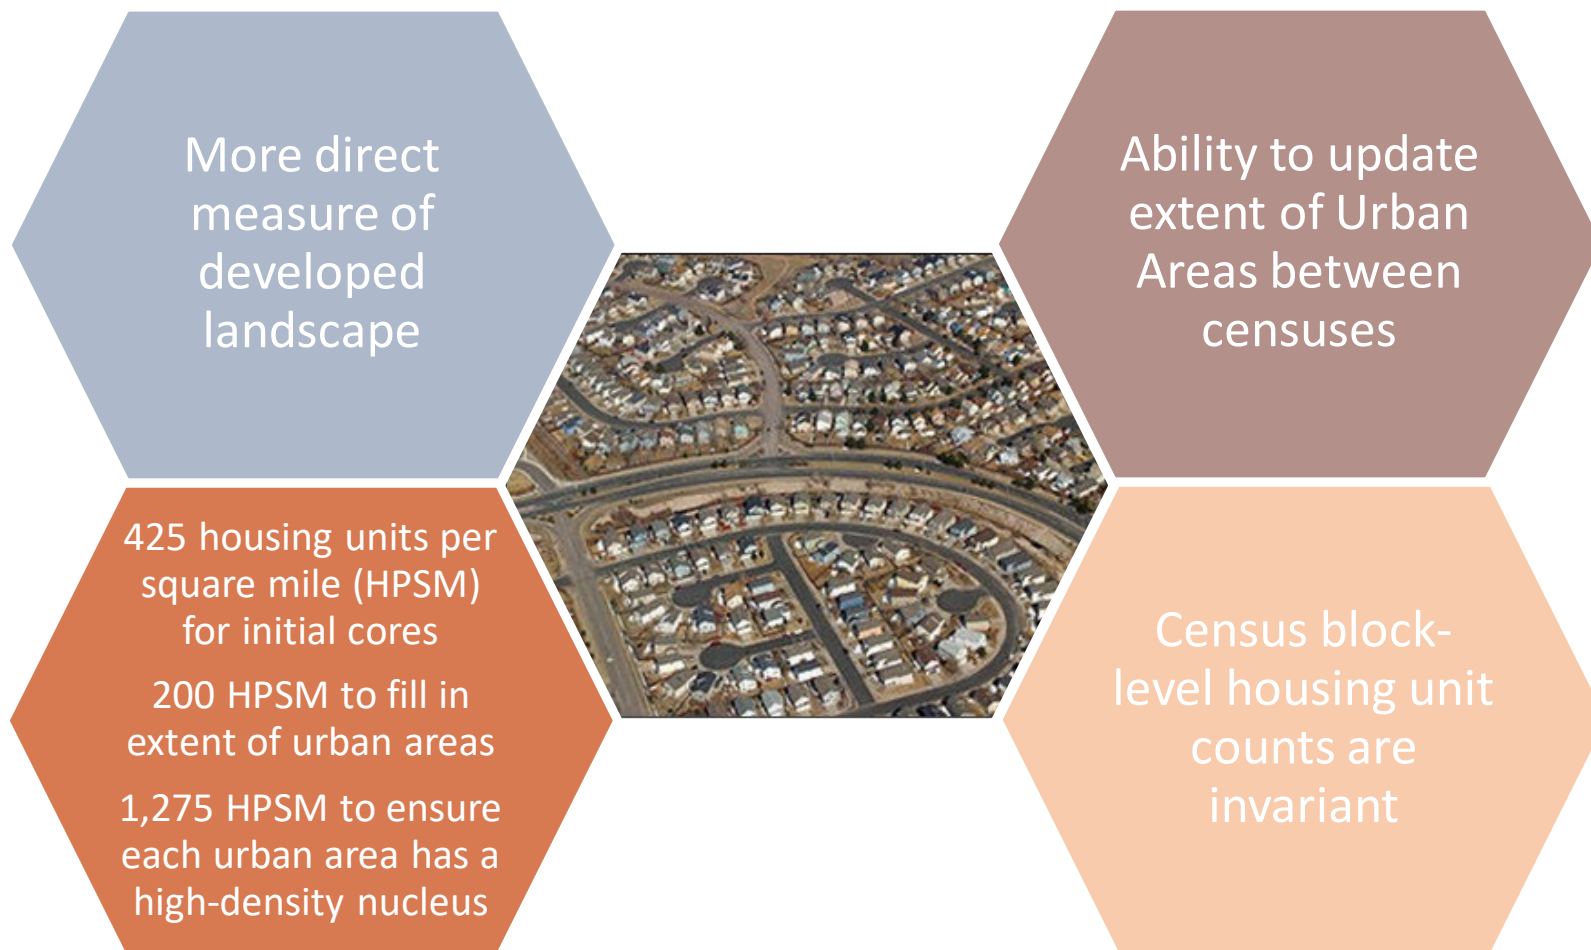 More direct
measure of
developed
landscape
Ability to update
extent of Urban
Areas between
censuses
425 housing units per
square mile (HPSM)
for initial cores
200 HPSM to fill in
extent of urban areas
1,275 HPSM to ensure
each urban area has a
high-density nucleus
Census block-
level housing unit
counts are
invariant